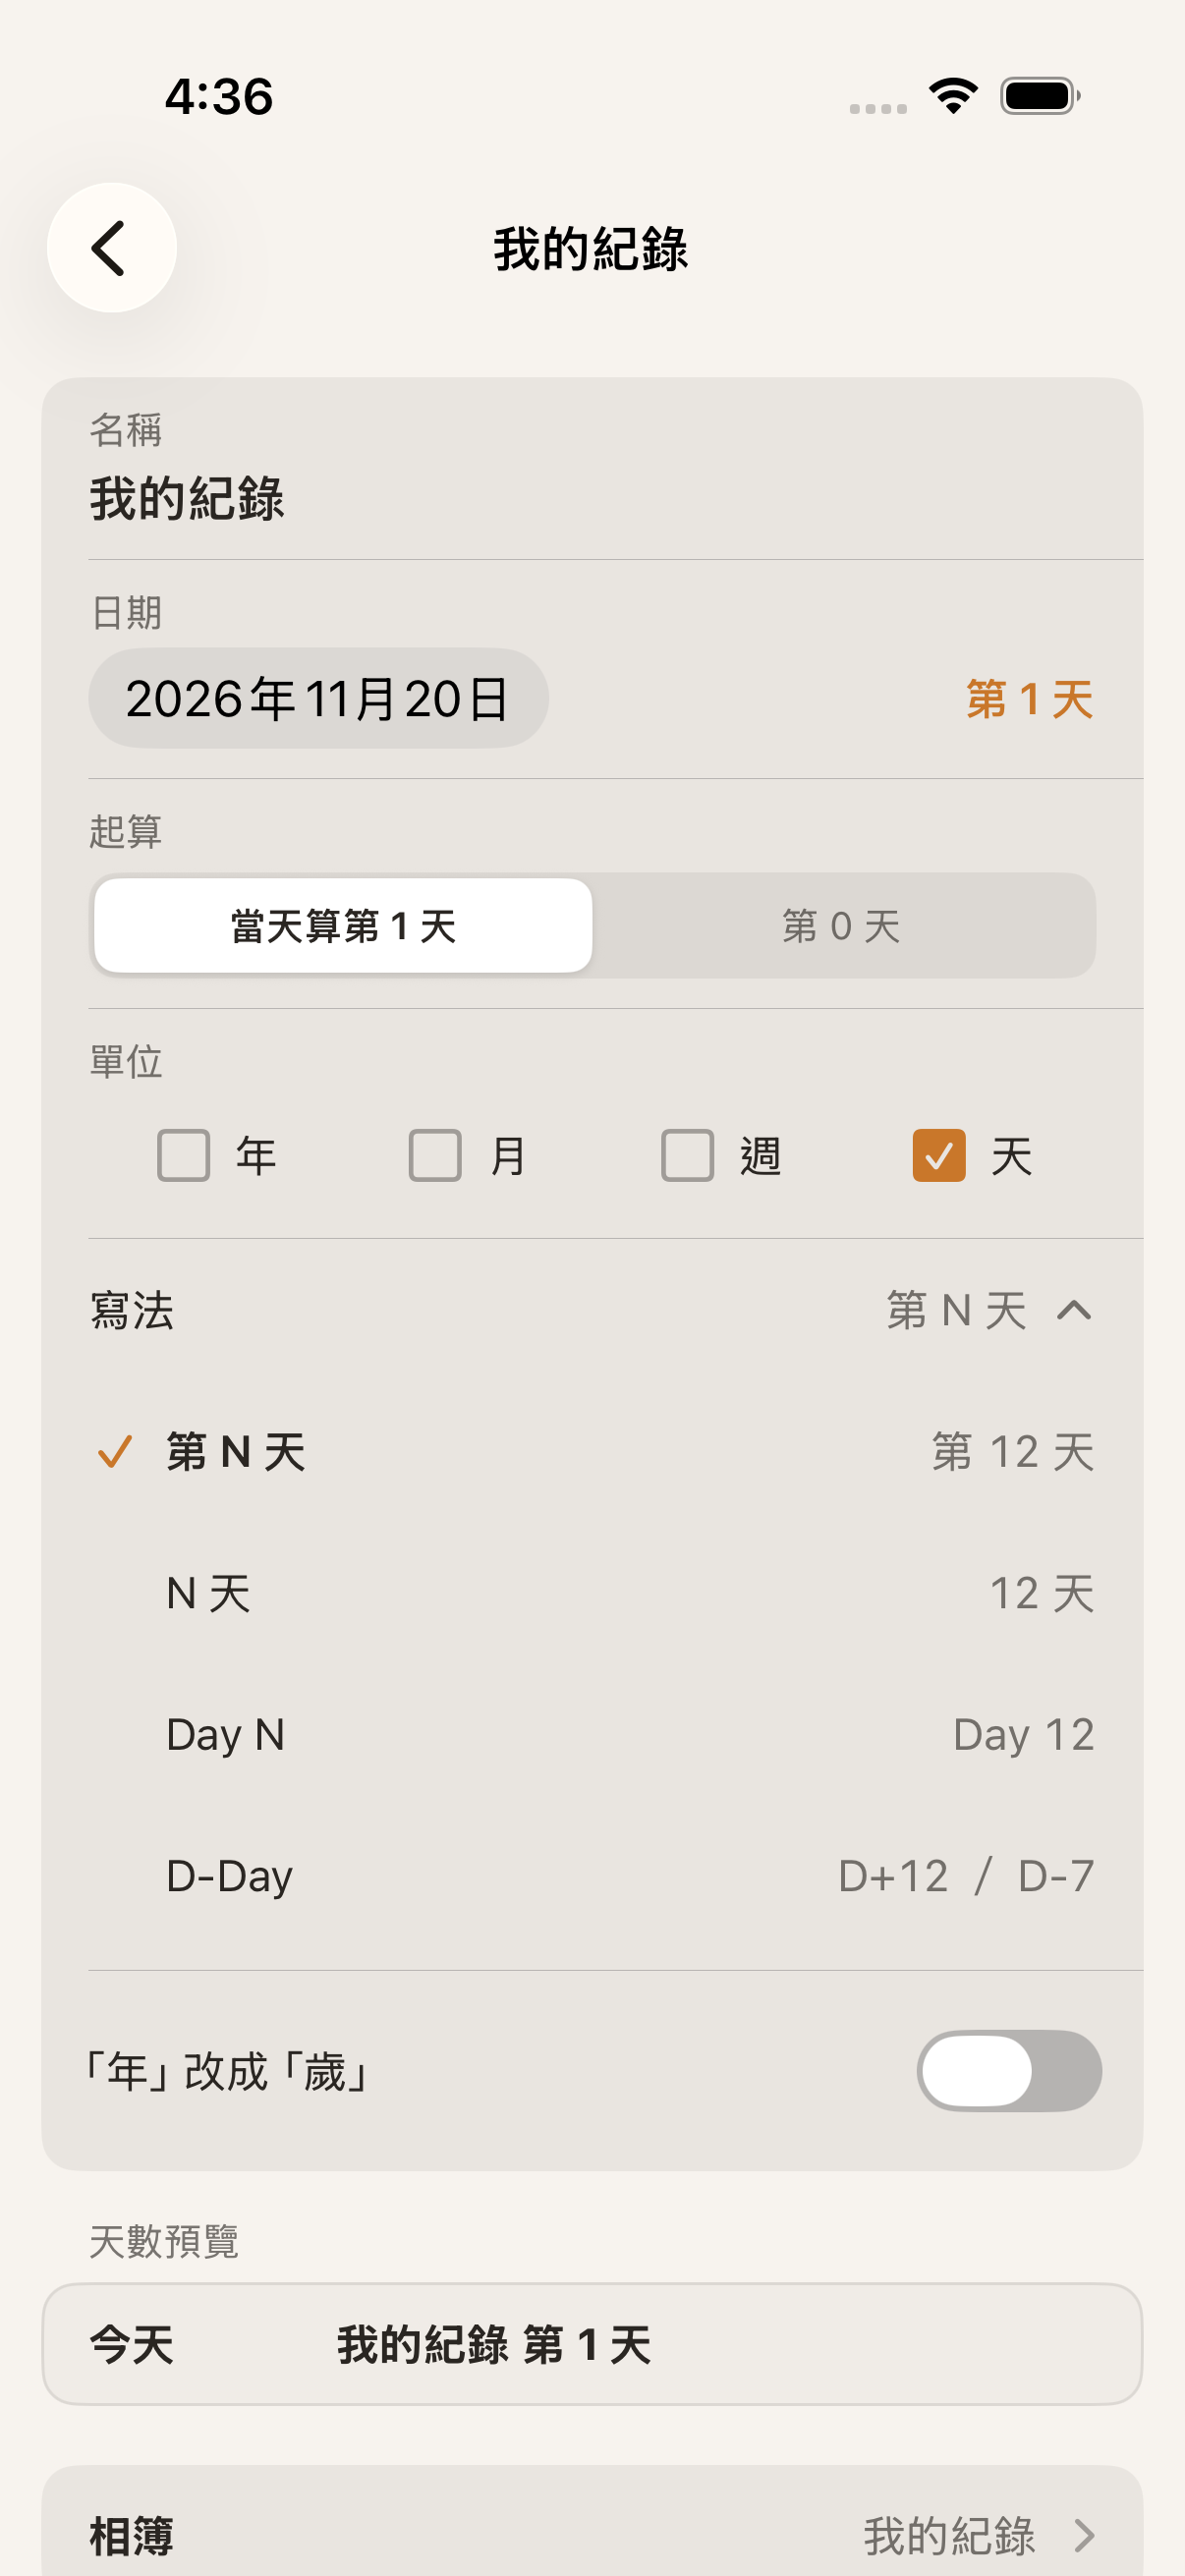 4:36
我的紀錄
名稱
我的紀錄
日期
2026年11月20日 第 1 天
起算
當天算第 1 天 第 0 天
單位
年 月 週 天
寫法 第 N 天
第 N 天 第 12 天
N 天 12 天
Day N Day 12
D-Day D+12 / D-7
「年」改成「歲」
天數預覽
今天 我的紀錄 第 1 天
相簿 我的紀錄